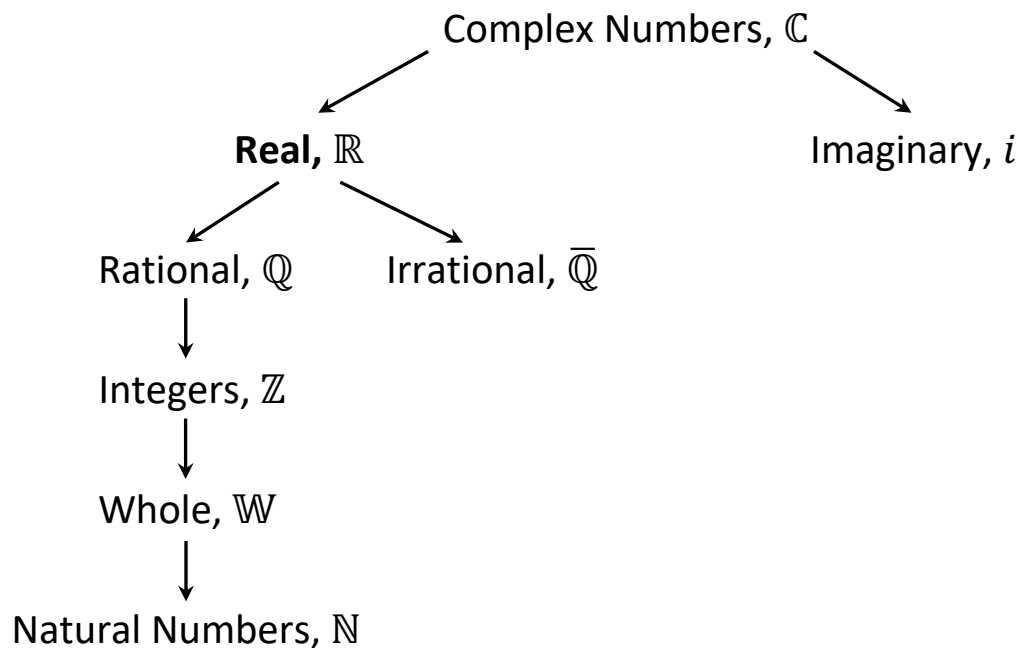 Complex Numbers, ℂ
Real, ℝ
Imaginary, 𝑖
Rational, ℚ
Irrational, ℚ̅
Integers, ℤ
Whole, 𝕎
Natural Numbers, ℕ